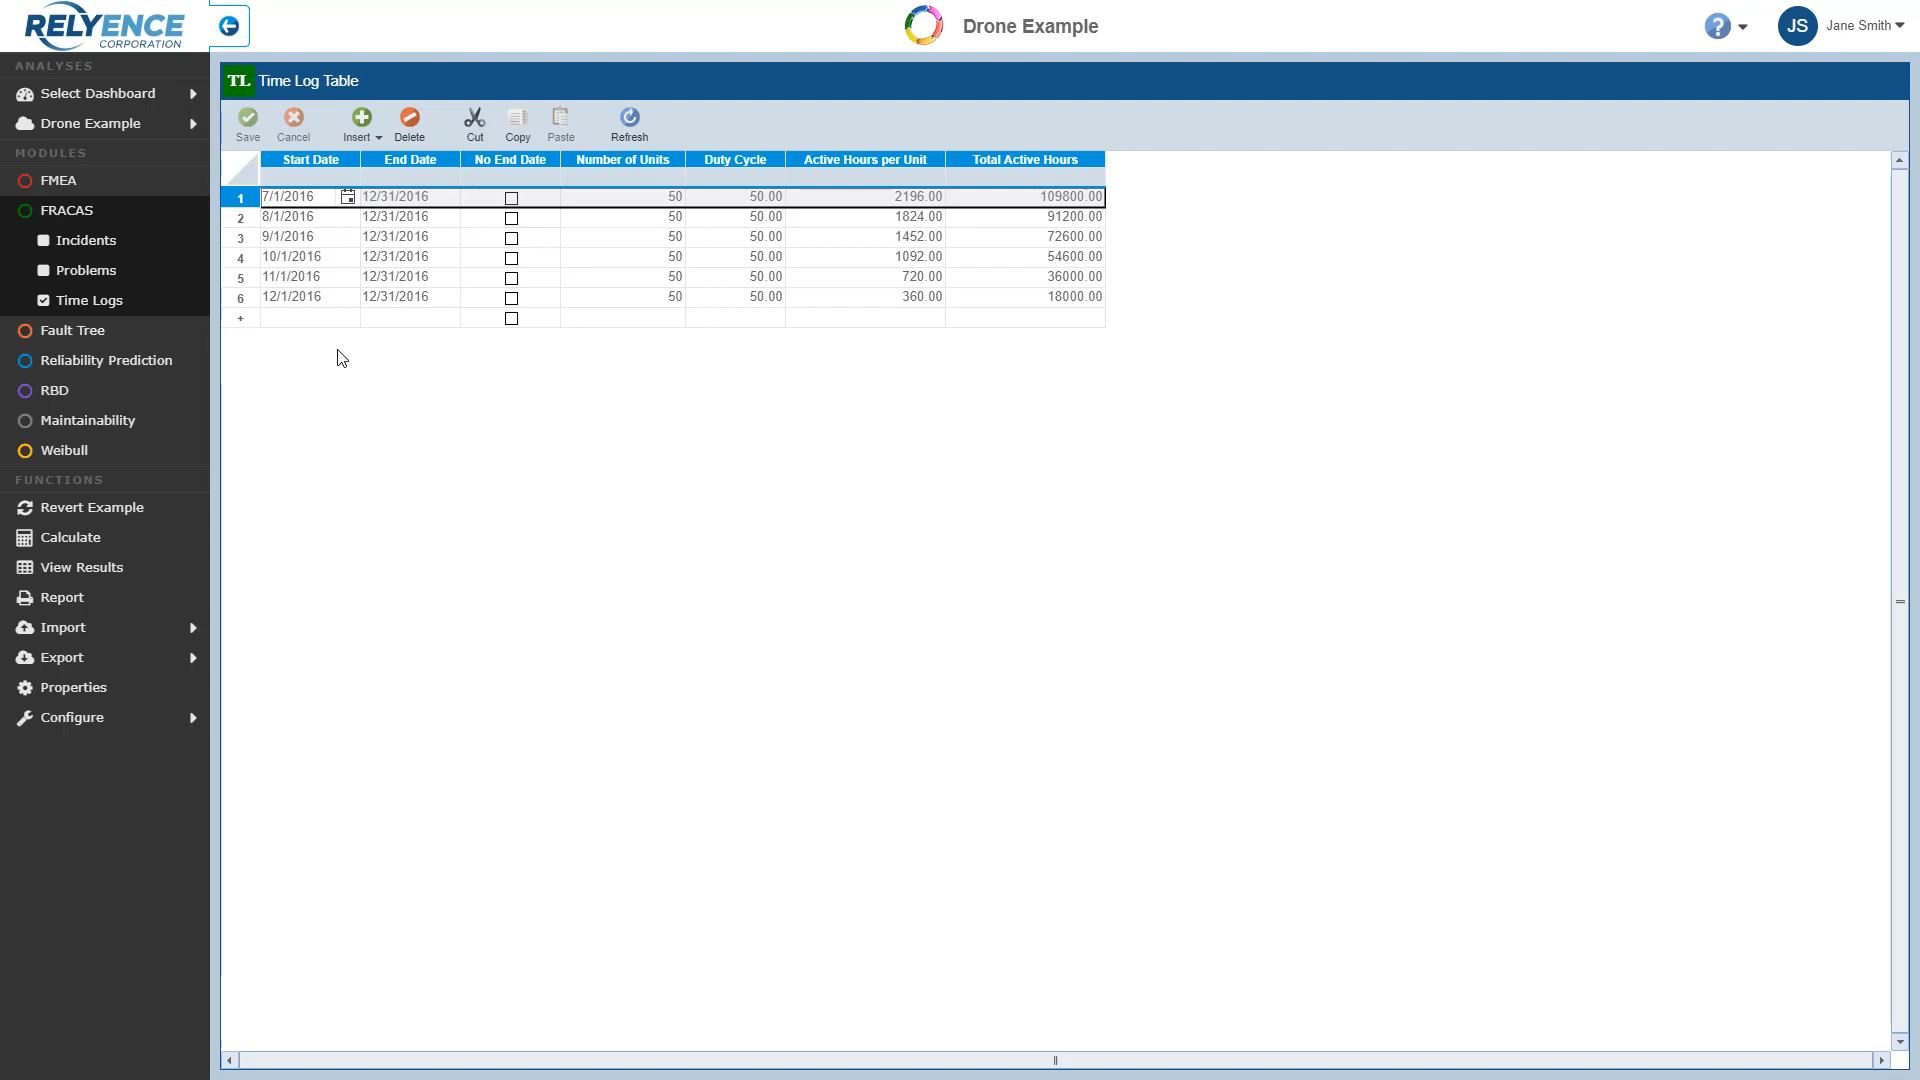 RELYENCE
CORPORATION
Drone Example
?
JS
Jane Smith
ANALYSES
Select Dashboard
Drone Example
MODULES
FMEA
FRACAS
Incidents
Problems
Time Logs
Fault Tree
Reliability Prediction
RBD
Maintainability
Weibull
FUNCTIONS
Revert Example
Calculate
View Results
Report
Import
Export
Properties
Configure
TL Time Log Table
Save Cancel Insert Delete Cut Copy Paste Refresh
Start Date End Date No End Date Number of Units Duty Cycle Active Hours per Unit Total Active Hours
1 7/1/2016 12/31/2016 50 50.00 2196.00 109800.00
2 8/1/2016 12/31/2016 50 50.00 1824.00 91200.00
3 9/1/2016 12/31/2016 50 50.00 1452.00 72600.00
4 10/1/2016 12/31/2016 50 50.00 1092.00 54600.00
5 11/1/2016 12/31/2016 50 50.00 720.00 36000.00
6 12/1/2016 12/31/2016 50 50.00 360.00 18000.00
+